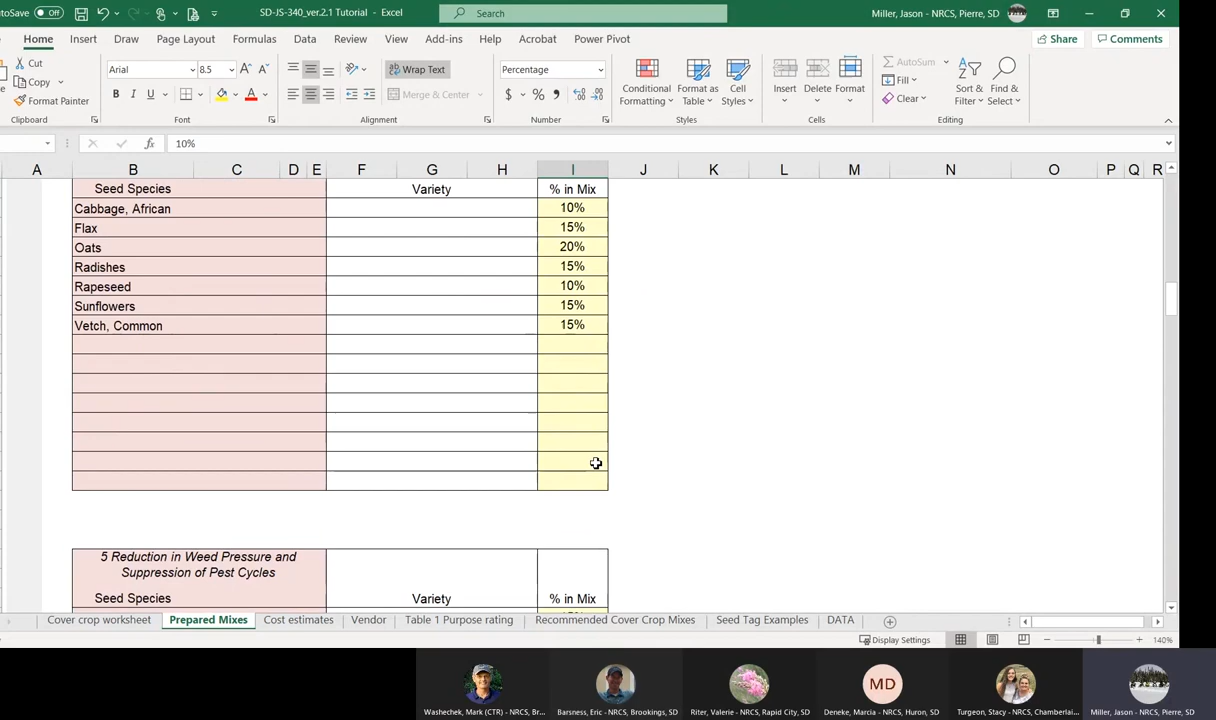 AutoSave Off SD-JS-340_ver.2.1 Tutorial - Excel Search Miller, Jason - NRCS, Pierre, SD
Home Insert Draw Page Layout Formulas Data Review View Add-ins Help Acrobat Power Pivot Share Comments
Cut
Copy
Format Painter
Clipboard
Arial 8.5 A A
B I U A
Font
Wrap Text
Merge & Center
Alignment
Percentage
$ % 9
Number
Conditional Formatting
Format as Table
Cell Styles
Styles
Insert Delete Format
Cells
AutoSum
Fill
Clear
Sort & Filter
Find & Select
Editing
fx 10%
A B C D E F G H I J K L M N O P Q R
Seed Species Variety % in Mix
Cabbage, African 10%
Flax 15%
Oats 20%
Radishes 15%
Rapeseed 10%
Sunflowers 15%
Vetch, Common 15%
5 Reduction in Weed Pressure and
Suppression of Pest Cycles
Seed Species Variety % in Mix
Cover crop worksheet Prepared Mixes Cost estimates Vendor Table 1 Purpose rating Recommended Cover Crop Mixes Seed Tag Examples DATA
Display Settings 140%
MD
Washechek, Mark (CTR) - NRCS, Br... Barsness, Eric - NRCS, Brookings, SD Riter, Valerie - NRCS, Rapid City, SD Deneke, Marcia - NRCS, Huron, SD Turgeon, Stacy - NRCS, Chamberlai... Miller, Jason - NRCS, Pierre, SD